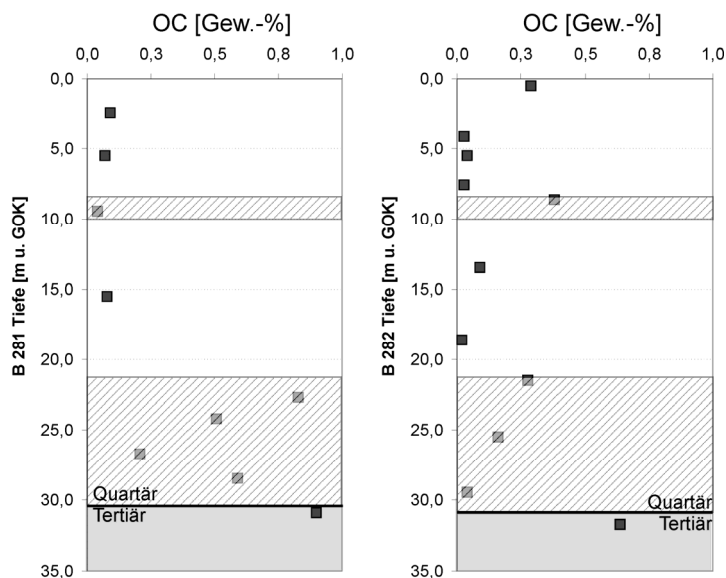 OC [Gew.-%]
0,0 0,3 0,5 0,8 1,0
0,0
5,0
10,0
15,0
20,0
25,0
30,0
35,0
B 281 Tiefe [m u. GOK]
Quartär
Tertiär
OC [Gew.-%]
0,0 0,3 0,5 0,8 1,0
0,0
5,0
10,0
15,0
20,0
25,0
30,0
35,0
B 282 Tiefe [m u. GOK]
Quartär
Tertiär